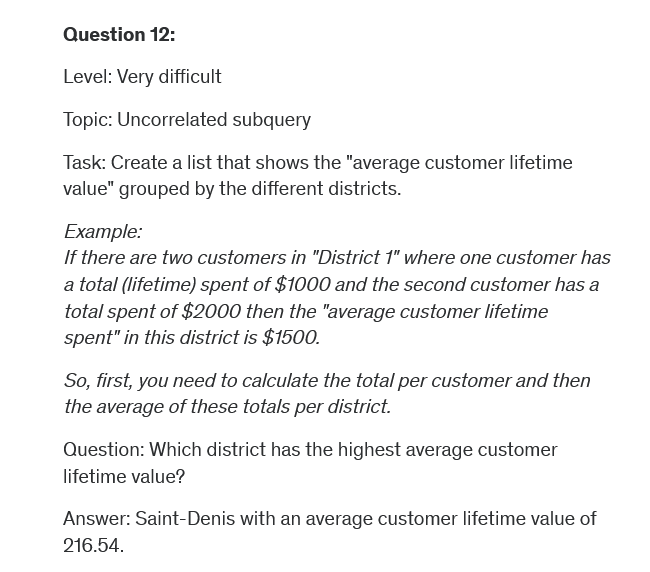 Question 12:
Level: Very difficult
Topic: Uncorrelated subquery
Task: Create a list that shows the "average customer lifetime
value" grouped by the different districts.
Example:
If there are two customers in "District 1" where one customer has
a total (lifetime) spent of $1000 and the second customer has a
total spent of $2000 then the "average customer lifetime
spent" in this district is $1500.
So, first, you need to calculate the total per customer and then
the average of these totals per district.
Question: Which district has the highest average customer
lifetime value?
Answer: Saint-Denis with an average customer lifetime value of
216.54.